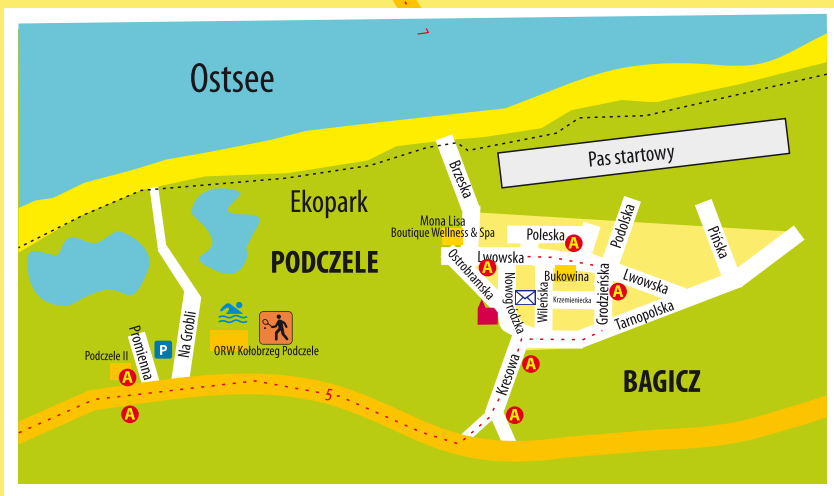 7
Ostsee
Pas startowy
Brzeska
Ekopark
Mona Lisa
Boutique Wellness & Spa
Poleska
Podolska
Pińska
PODCZELE
Lwowska
A
Ostrobramska
A
Bukowina
Lwowska
Nowogródzka
Wileńska
Krzemieniecka
Grodzieńska
A
Tarnopolska
Promienna
Na Grobli
P
Podczele II
ORW Kołobrzeg Podczele
A
A
Kresowa
A
BAGICZ
5
A